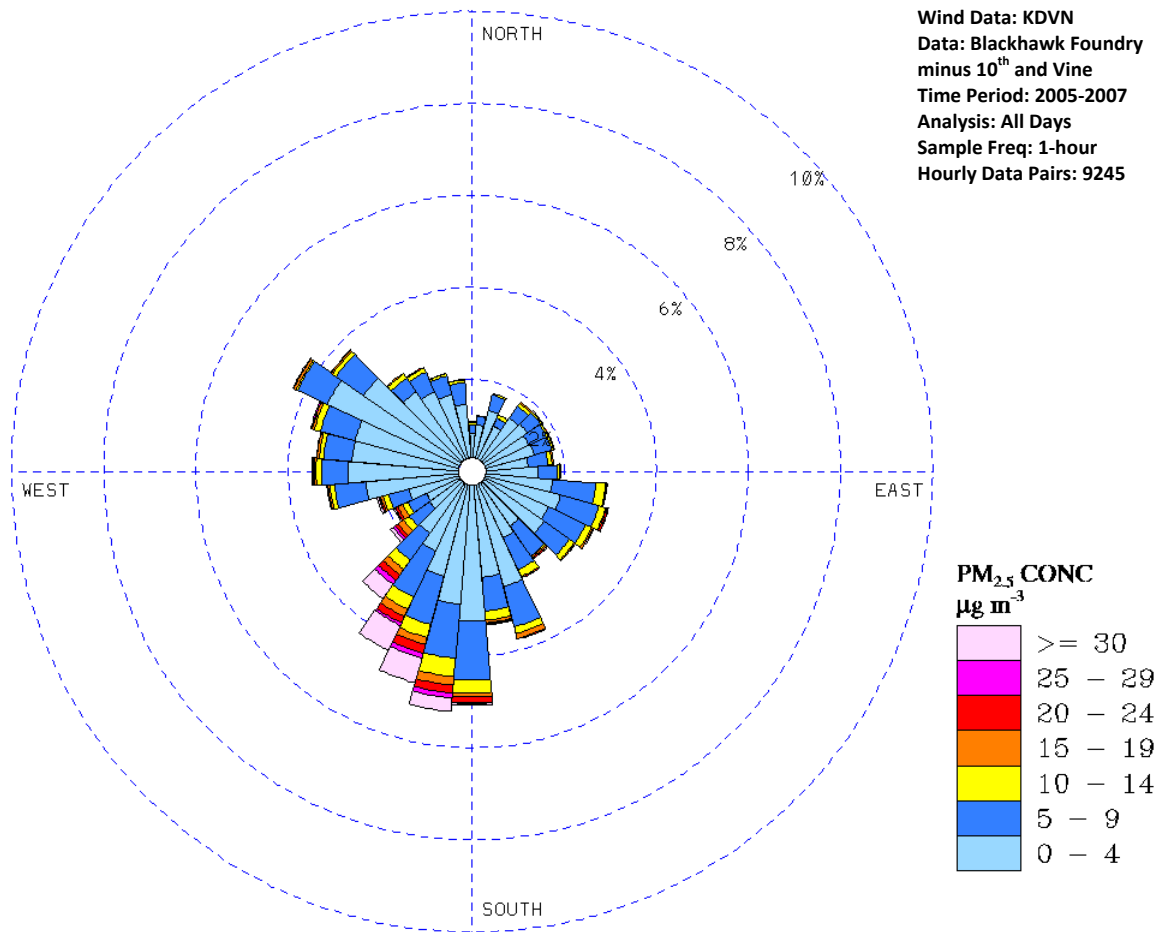 Wind Data: KDVN
Data: Blackhawk Foundry
minus 10th and Vine
Time Period: 2005-2007
Analysis: All Days
Sample Freq: 1-hour
Hourly Data Pairs: 9245
NORTH
10%
8%
6%
4%
2%
WEST
EAST
SOUTH
PM2.5 CONC
µg m-3
>= 30
25 – 29
20 – 24
15 – 19
10 – 14
5 – 9
0 – 4